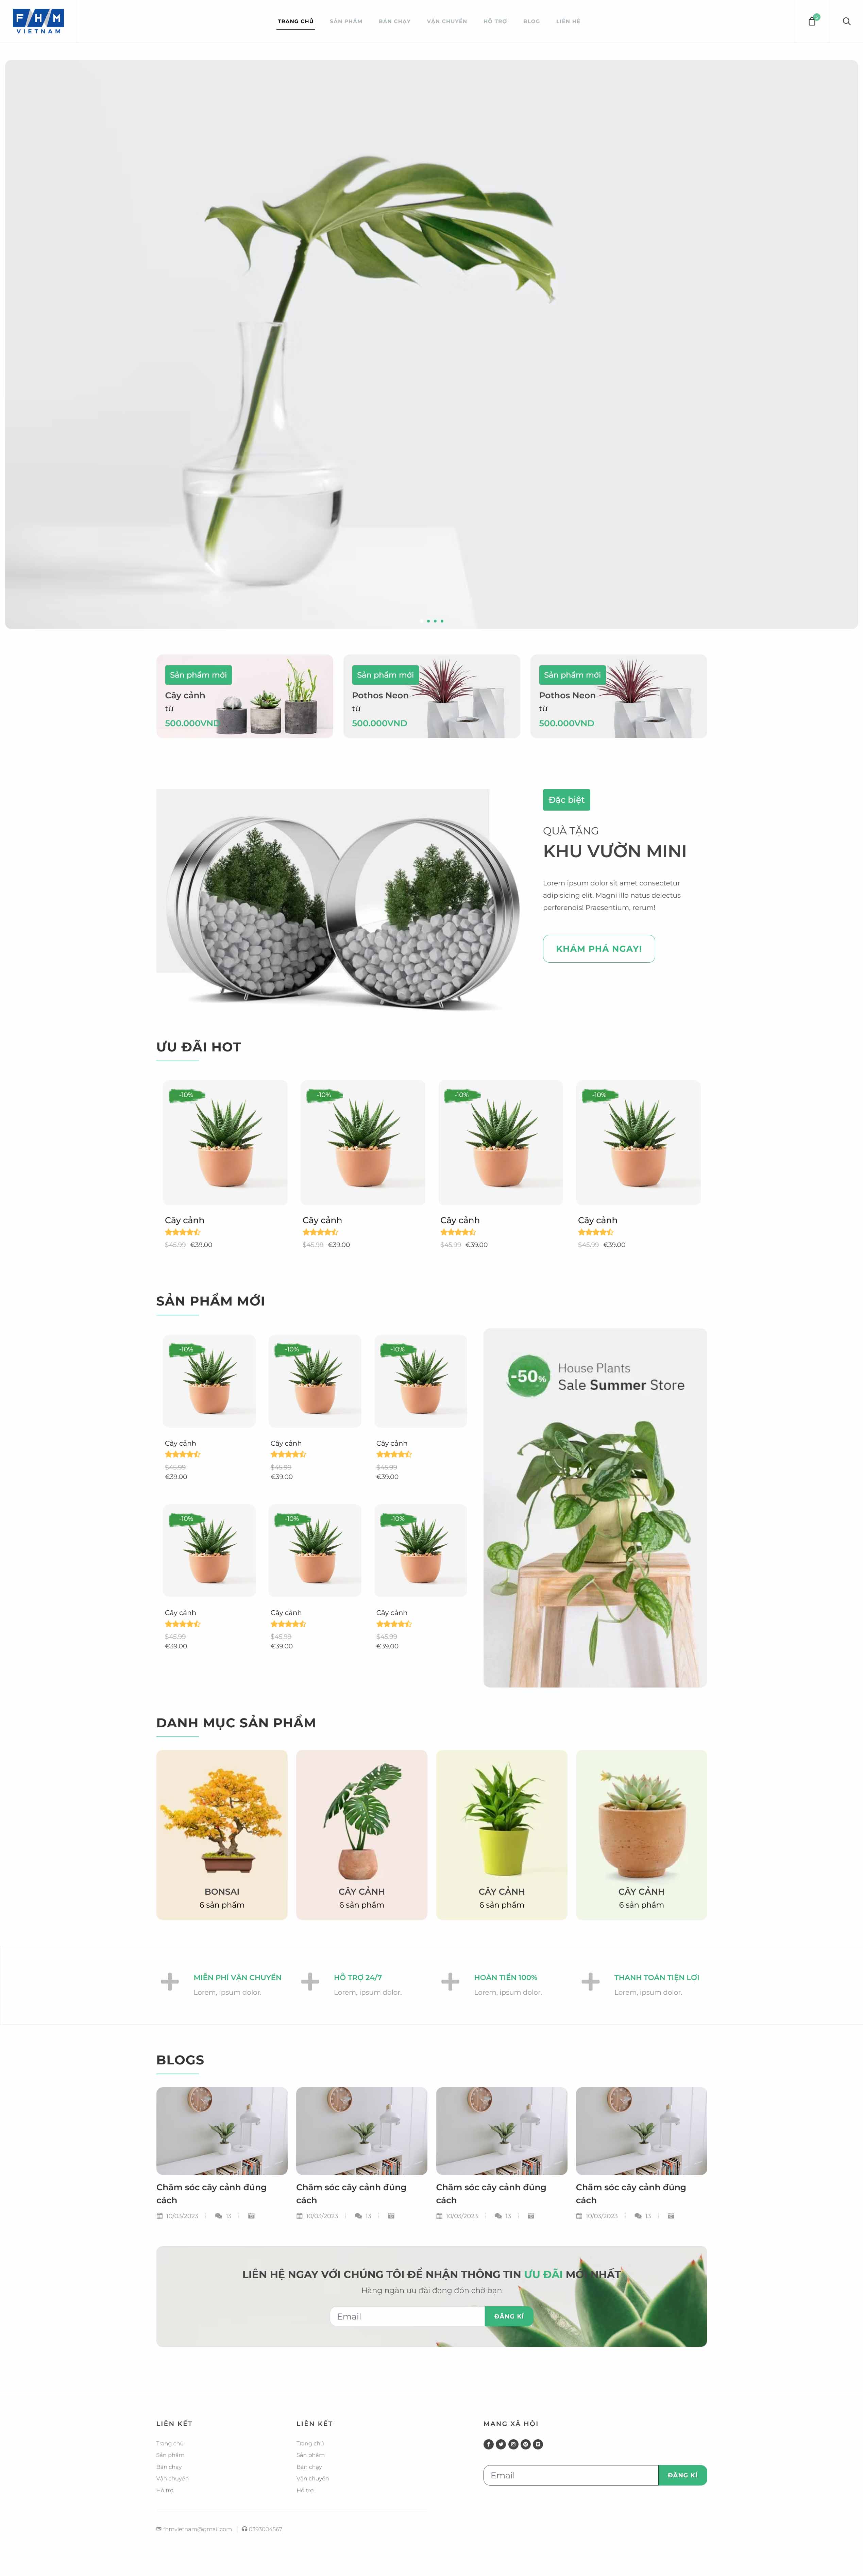 F H M
VIETNAM
TRANG CHỦ SẢN PHẨM BÁN CHẠY VẬN CHUYỂN HỖ TRỢ BLOG LIÊN HỆ
Sản phẩm mới
Cây cảnh
từ
500.000VND
Sản phẩm mới
Pothos Neon
từ
500.000VND
Sản phẩm mới
Pothos Neon
từ
500.000VND
Đặc biệt
QUÀ TẶNG
KHU VƯỜN MINI
Lorem ipsum dolor sit amet consectetur
adipisicing elit. Magni illo natus delectus
perferendis! Praesentium, rerum!
KHÁM PHÁ NGAY!
ƯU ĐÃI HOT
-10% -10% -10% -10%
Cây cảnh Cây cảnh Cây cảnh Cây cảnh
$45.99 €39.00 $45.99 €39.00 $45.99 €39.00 $45.99 €39.00
SẢN PHẨM MỚI
-10% -10% -10%
Cây cảnh Cây cảnh Cây cảnh
$45.99 $45.99 $45.99
€39.00 €39.00 €39.00
-10% -10% -10%
Cây cảnh Cây cảnh Cây cảnh
$45.99 $45.99 $45.99
€39.00 €39.00 €39.00
-50%
House Plants
Sale Summer Store
DANH MỤC SẢN PHẨM
BONSAI CÂY CẢNH CÂY CẢNH CÂY CẢNH
6 sản phẩm 6 sản phẩm 6 sản phẩm 6 sản phẩm
MIỄN PHÍ VẬN CHUYỂN HỖ TRỢ 24/7 HOÀN TIỀN 100% THANH TOÁN TIỆN LỢI
Lorem, ipsum dolor. Lorem, ipsum dolor. Lorem, ipsum dolor. Lorem, ipsum dolor.
BLOGS
Chăm sóc cây cảnh đúng Chăm sóc cây cảnh đúng Chăm sóc cây cảnh đúng Chăm sóc cây cảnh đúng
cách cách cách cách
10/03/2023 13 10/03/2023 13 10/03/2023 13 10/03/2023 13
LIÊN HỆ NGAY VỚI CHÚNG TÔI ĐỂ NHẬN THÔNG TIN ƯU ĐÃI MỚI NHẤT
Hàng ngàn ưu đãi đang đón chờ bạn
Email ĐĂNG KÍ
LIÊN KẾT LIÊN KẾT MẠNG XÃ HỘI
Trang chủ Trang chủ
Sản phẩm Sản phẩm
Bán chạy Bán chạy
Vận chuyển Vận chuyển
Hỗ trợ Hỗ trợ
Email ĐĂNG KÍ
fhmvietnam@gmail.com | 0393004567